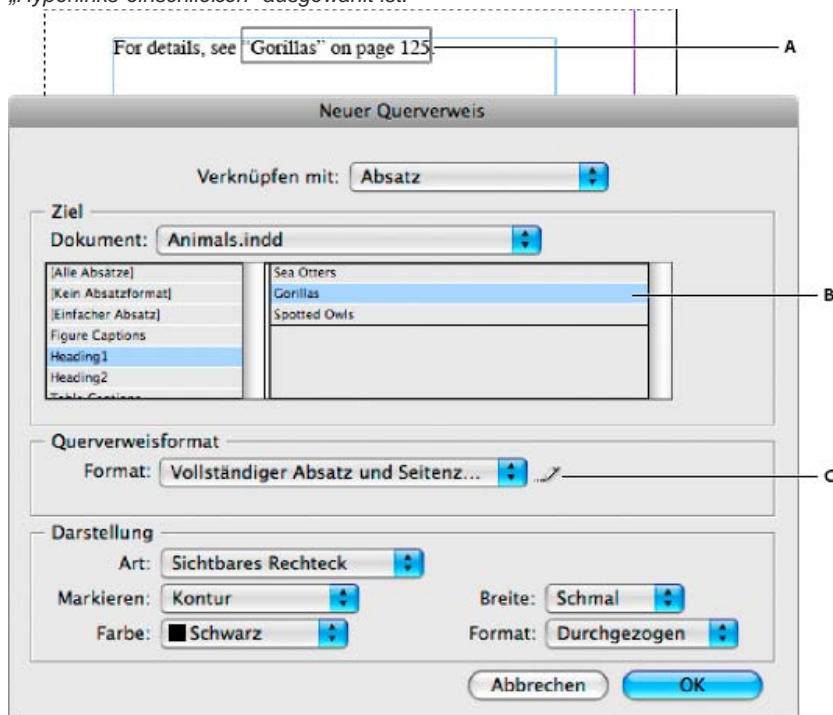 „Hyperlinks einschließen“ ausgewählt ist.
For details, see “Gorillas” on page 125.
A
Neuer Querverweis
Verknüpfen mit: Absatz
Ziel
Dokument: Animals.indd
[Alle Absätze]
[Kein Absatzformat]
[Einfacher Absatz]
Figure Captions
Heading1
Heading2
Table Captions
Sea Otters
Gorillas
Spotted Owls
B
Querverweisformat
Format: Vollständiger Absatz und Seitenz...
C
Darstellung
Art: Sichtbares Rechteck
Markieren: Kontur
Breite: Schmal
Farbe: Schwarz
Format: Durchgezogen
Abbrechen
OK